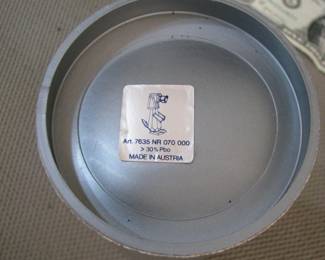 Art. 7635 NR 070 000
> 30% Pbo
MADE IN AUSTRIA